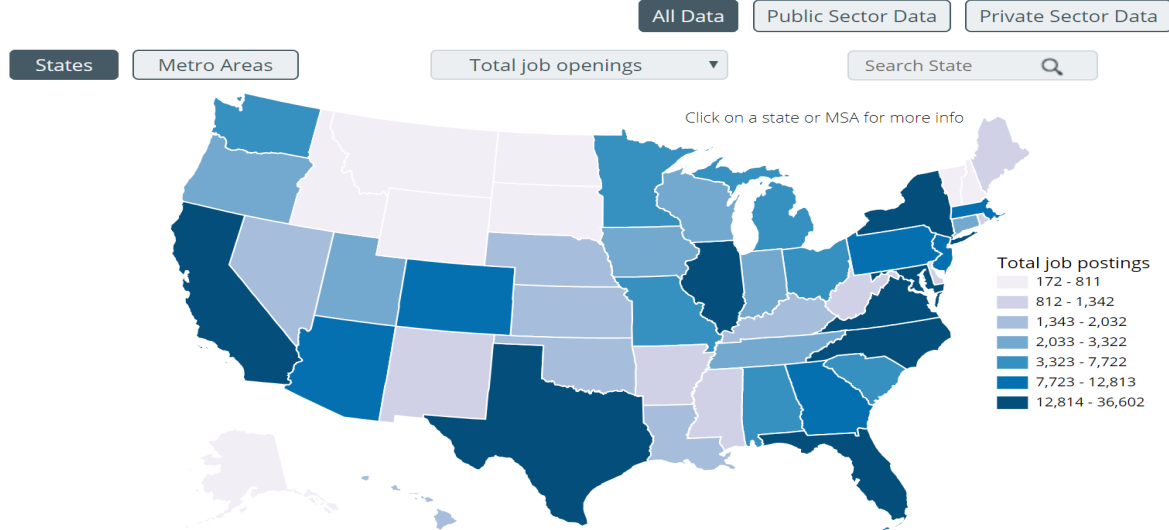 All Data Public Sector Data Private Sector Data
States Metro Areas Total job openings Search State
Click on a state or MSA for more info
Total job postings
172 - 811
812 - 1,342
1,343 - 2,032
2,033 - 3,322
3,323 - 7,722
7,723 - 12,813
12,814 - 36,602